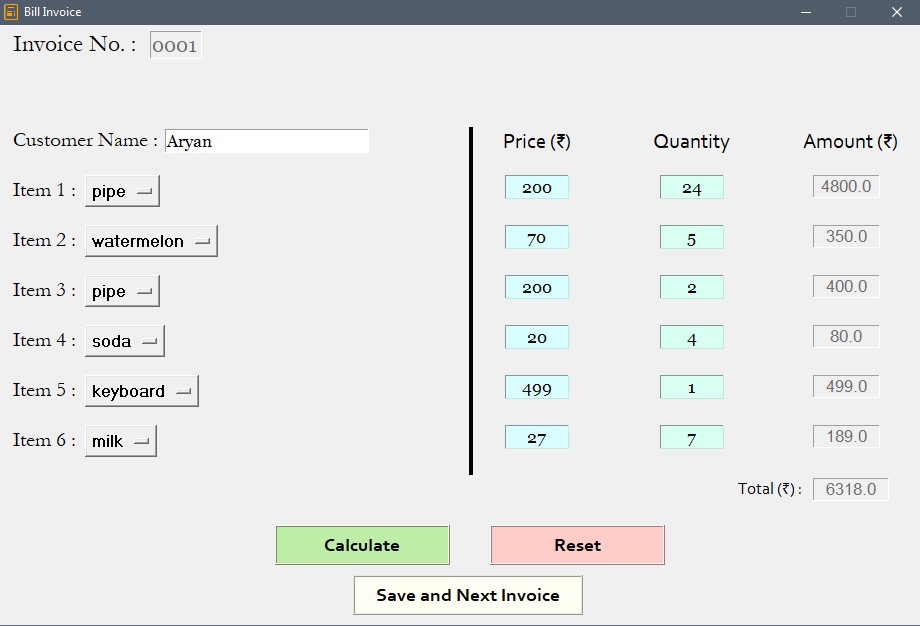 Bill Invoice
Invoice No. : 0001
Customer Name : Aryan Price (₹) Quantity Amount (₹)
Item 1 : pipe 200 24 4800.0
Item 2 : watermelon 70 5 350.0
Item 3 : pipe 200 2 400.0
Item 4 : soda 20 4 80.0
Item 5 : keyboard 499 1 499.0
Item 6 : milk 27 7 189.0
Total (₹) : 6318.0
Calculate Reset
Save and Next Invoice